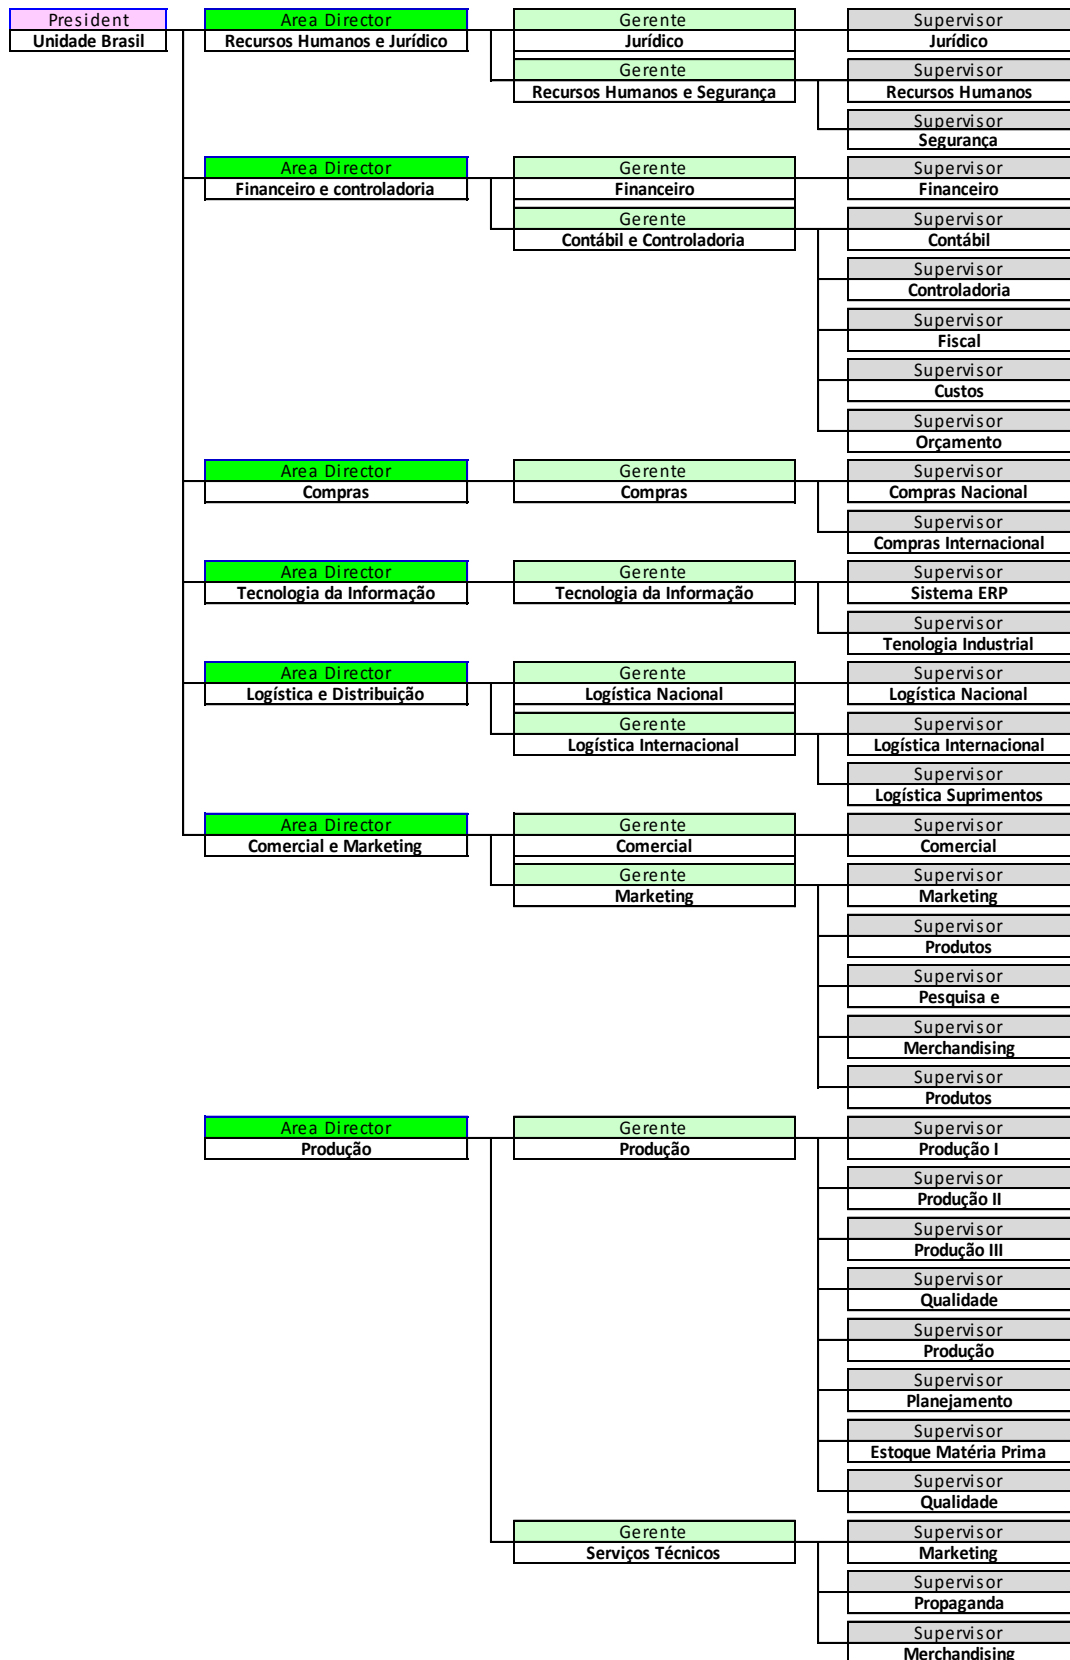 President Area Director Gerente Supervisor
Unidade Brasil Recursos Humanos e Jurídico Jurídico Jurídico
Gerente Supervisor
Recursos Humanos e Segurança Recursos Humanos
Supervisor
Segurança
Area Director Gerente Supervisor
Financeiro e controladoria Financeiro Financeiro
Gerente Supervisor
Contábil e Controladoria Contábil
Supervisor
Controladoria
Supervisor
Fiscal
Supervisor
Custos
Supervisor
Orçamento
Area Director Gerente Supervisor
Compras Compras Compras Nacional
Supervisor
Compras Internacional
Area Director Gerente Supervisor
Tecnologia da Informação Tecnologia da Informação Sistema ERP
Supervisor
Tenologia Industrial
Area Director Gerente Supervisor
Logística e Distribuição Logística Nacional Logística Nacional
Gerente Supervisor
Logística Internacional Logística Internacional
Supervisor
Logística Suprimentos
Area Director Gerente Supervisor
Comercial e Marketing Comercial Comercial
Gerente Supervisor
Marketing Marketing
Supervisor
Produtos
Supervisor
Pesquisa e
Supervisor
Merchandising
Supervisor
Produtos
Area Director Gerente Supervisor
Produção Produção Produção I
Supervisor
Produção II
Supervisor
Produção III
Supervisor
Qualidade
Supervisor
Produção
Supervisor
Planejamento
Supervisor
Estoque Matéria Prima
Supervisor
Qualidade
Gerente Supervisor
Serviços Técnicos Marketing
Supervisor
Propaganda
Supervisor
Merchandising